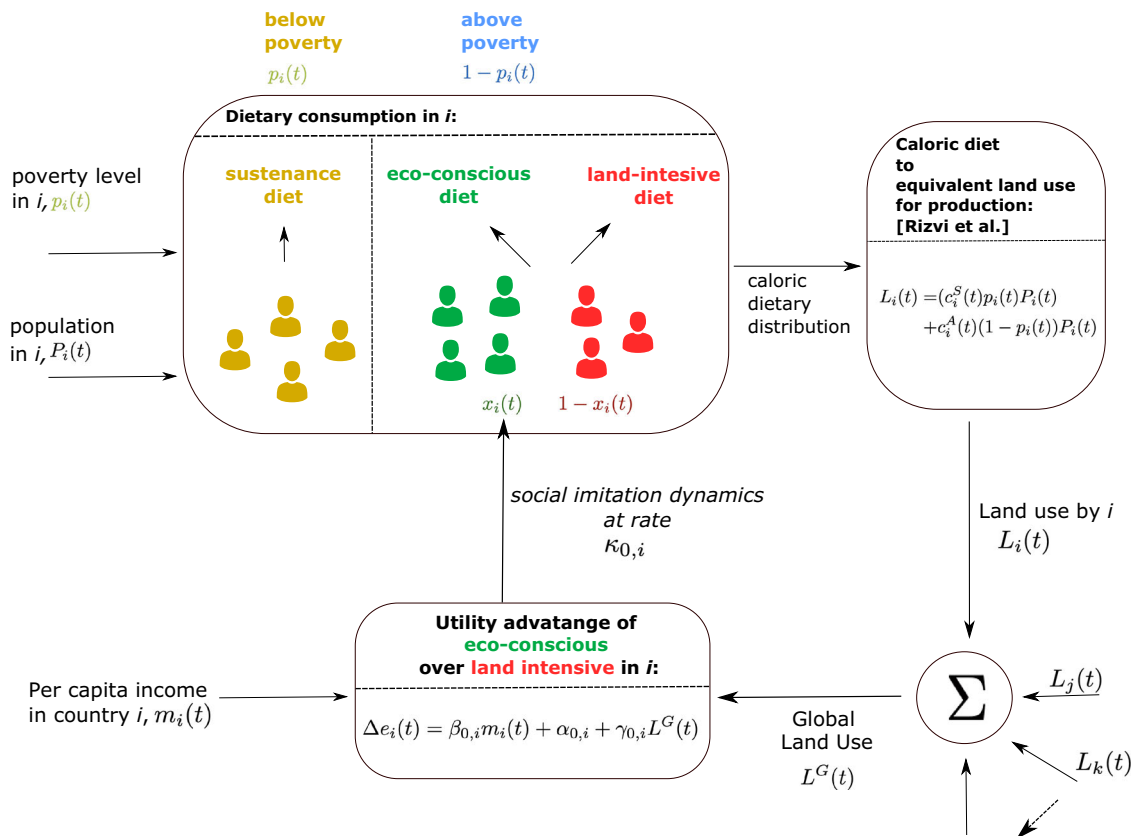 below
poverty
p_i(t)
above
poverty
1 − p_i(t)
Dietary consumption in i:
sustenance
diet
eco-conscious
diet
land-intesive
diet
x_i(t)
1 − x_i(t)
poverty level
in i, p_i(t)
population
in i, P_i(t)
caloric
dietary
distribution
Caloric diet
to
equivalent land use
for production:
[Rizvi et al.]
L_i(t) =(c_i^S(t)p_i(t)P_i(t)
+c_i^A(t)(1 − p_i(t))P_i(t)
social imitation dynamics
at rate
κ_{0,i}
Land use by i
L_i(t)
Utility advatange of
eco-conscious
over land intensive in i:
Δe_i(t) = β_{0,i}m_i(t) + α_{0,i} + γ_{0,i}L^G(t)
Per capita income
in country i, m_i(t)
Global
Land Use
L^G(t)
Σ
L_j(t)
L_k(t)